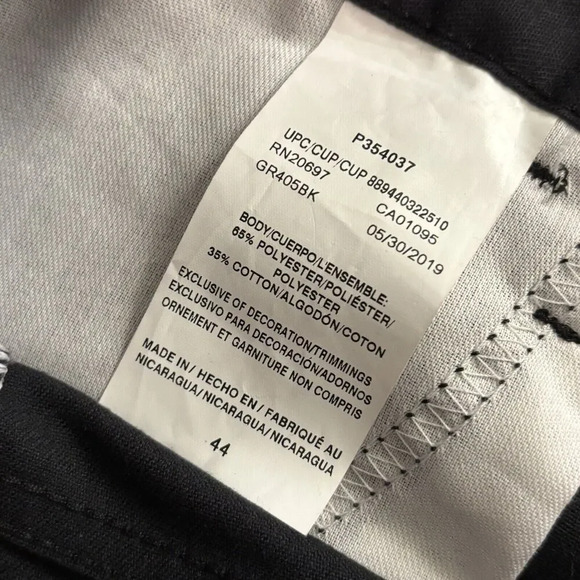 P354037
UPC/CUP/CUP 889440322510
RN20697 CA01095
GR405BK 05/30/2019
BODY/CUERPO/L'ENSEMBLE:
65% POLYESTER/POLIÉSTER/
POLYESTER
35% COTTON/ALGODÓN/COTON
EXCLUSIVE OF DECORATION/TRIMMINGS
EXCLUSIVO PARA DECORACIÓN/ADORNOS
ORNEMENT ET GARNITURE NON COMPRIS
MADE IN/ HECHO EN / FABRIQUÉ AU
NICARAGUA/ NICARAGUA/NICARAGUA
44